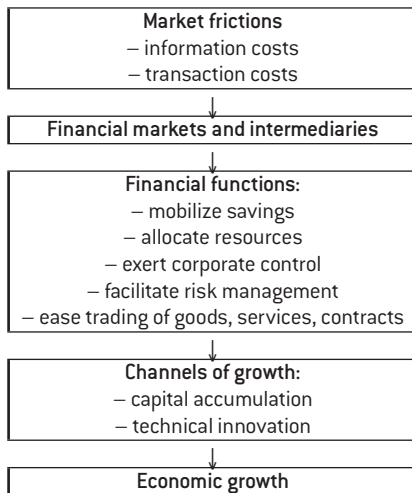 Market frictions
– information costs
– transaction costs
Financial markets and intermediaries
Financial functions:
– mobilize savings
– allocate resources
– exert corporate control
– facilitate risk management
– ease trading of goods, services, contracts
Channels of growth:
– capital accumulation
– technical innovation
Economic growth